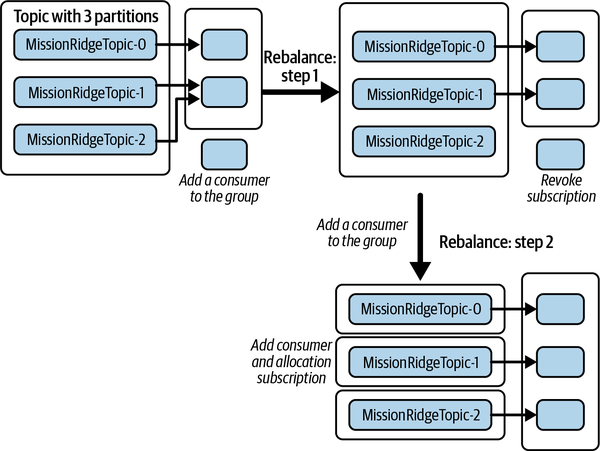 Topic with 3 partitions
MissionRidgeTopic-0
MissionRidgeTopic-1
MissionRidgeTopic-2
Add a consumer
to the group
Rebalance:
step 1
MissionRidgeTopic-0
MissionRidgeTopic-1
MissionRidgeTopic-2
Revoke
subscription
Add a consumer
to the group
Rebalance: step 2
Add consumer
and allocation
subscription
MissionRidgeTopic-0
MissionRidgeTopic-1
MissionRidgeTopic-2